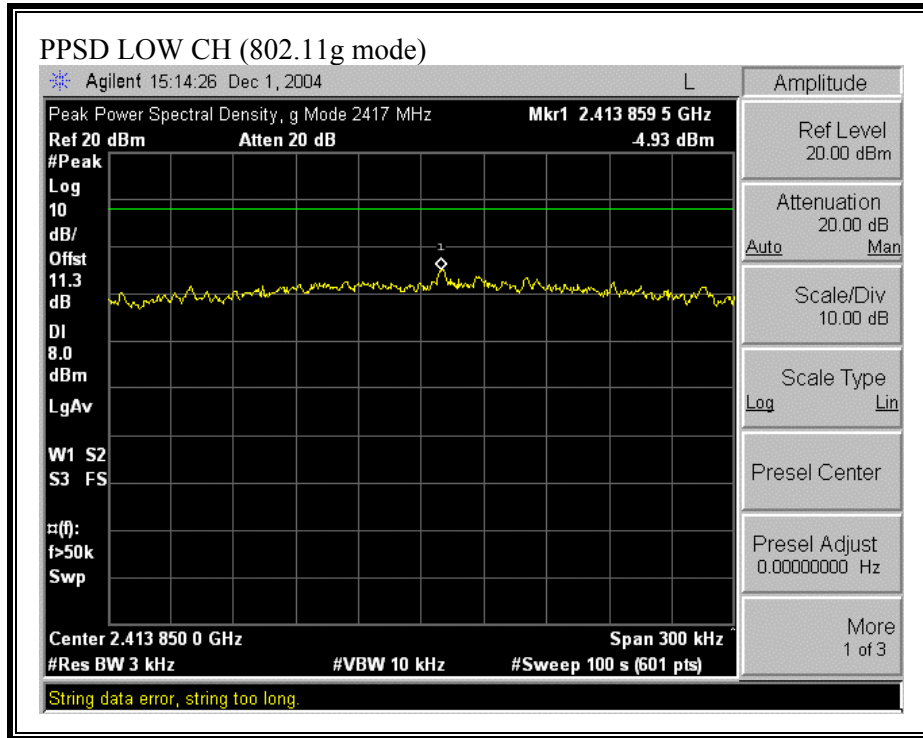 PPSD LOW CH (802.11g mode)
Agilent 15:14:26 Dec 1, 2004 L
Peak Power Spectral Density, g Mode 2417 MHz Mkr1 2.413 859 5 GHz
Ref 20 dBm Atten 20 dB -4.93 dBm
#Peak
Log
10
dB/
Offst
11.3
dB
DI
8.0
dBm
LgAv
W1 S2
S3 FS
¤(f):
f>50k
Swp
1
Center 2.413 850 0 GHz Span 300 kHz
#Res BW 3 kHz #VBW 10 kHz #Sweep 100 s (601 pts)
String data error, string too long.
Amplitude
Ref Level
20.00 dBm
Attenuation
20.00 dB
Auto Man
Scale/Div
10.00 dB
Scale Type
Log Lin
Presel Center
Presel Adjust
0.00000000 Hz
More
1 of 3